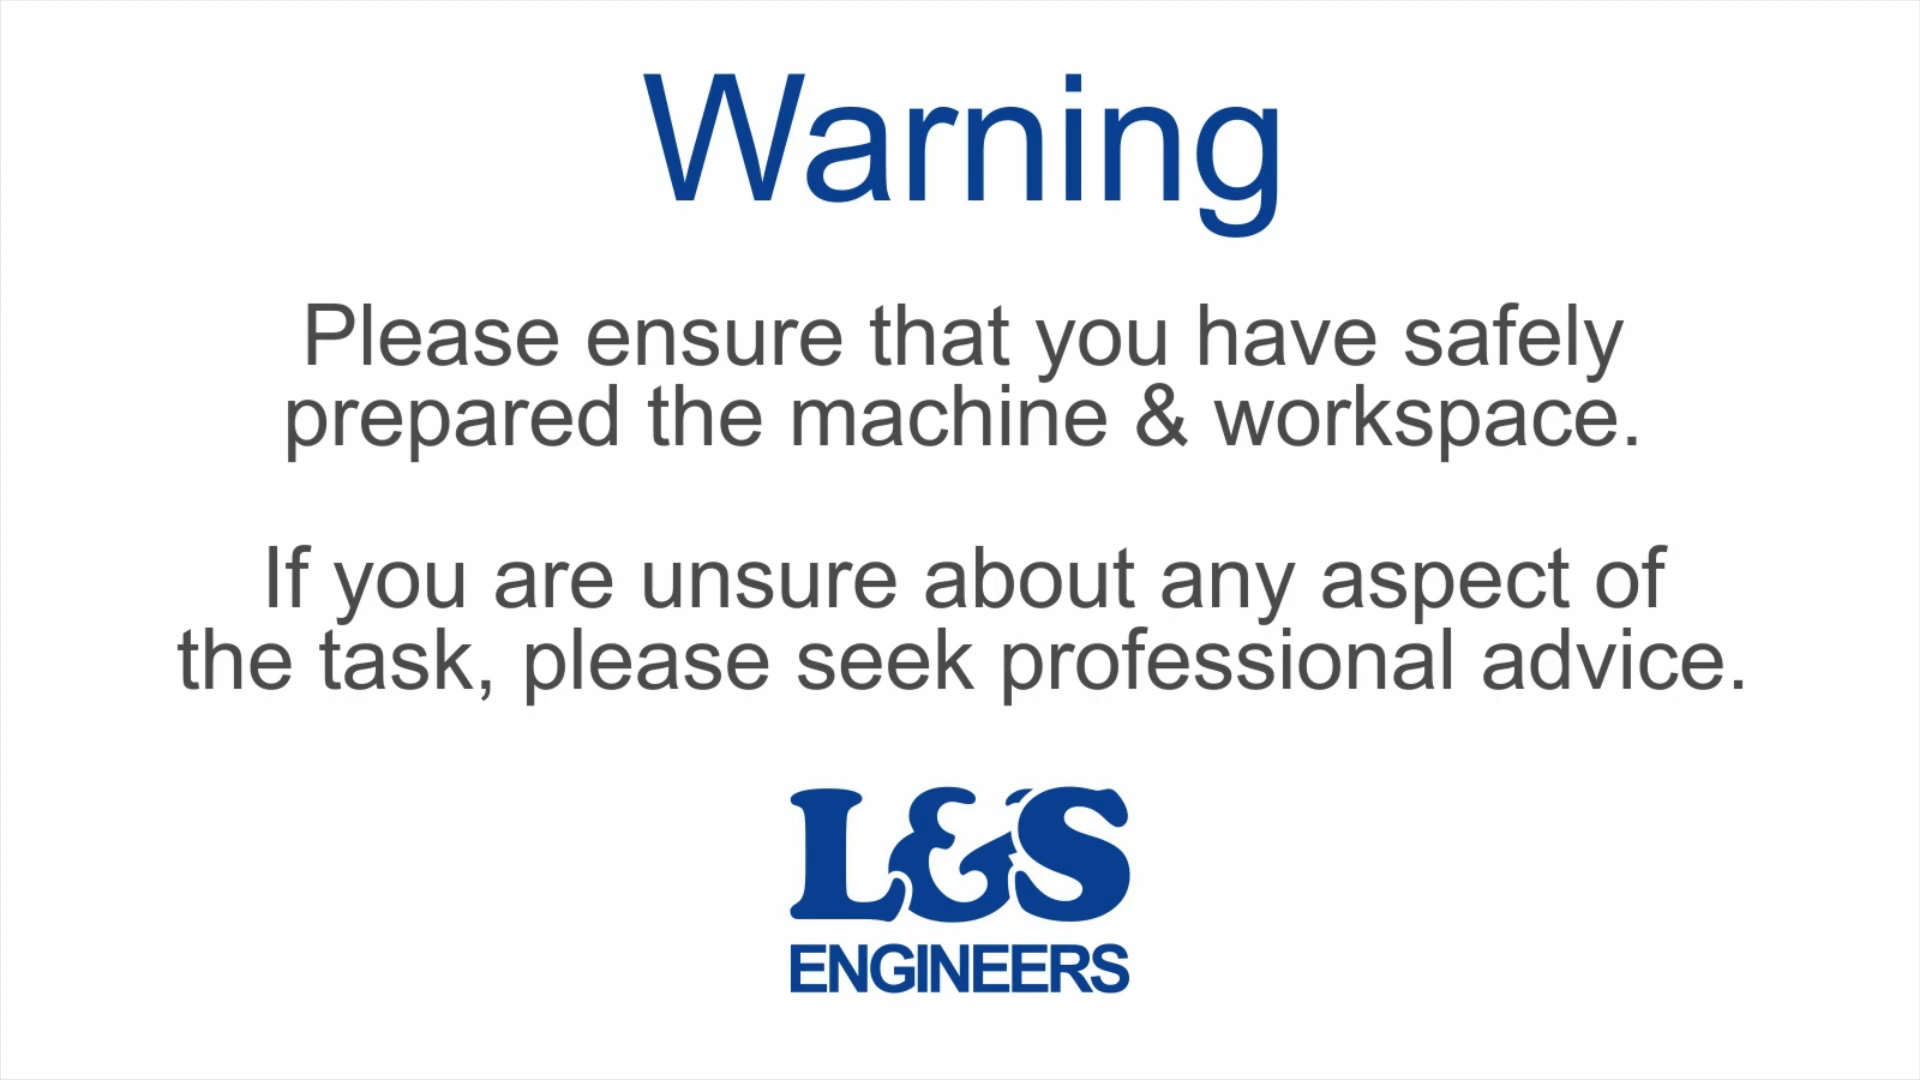 Warning
Please ensure that you have safely
prepared the machine & workspace.
If you are unsure about any aspect of
the task, please seek professional advice.
L&S
ENGINEERS